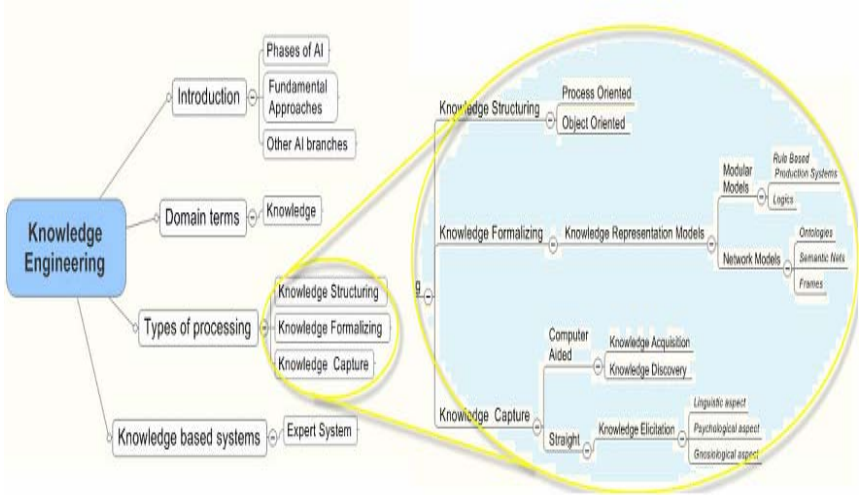 Knowledge
Engineering
Introduction
Phases of AI
Fundamental
Approaches
Other AI branches
Domain terms
Knowledge
Types of processing
Knowledge Structuring
Knowledge Formalizing
Knowledge Capture
Knowledge based systems
Expert System
g
Knowledge Structuring
Process Oriented
Object Oriented
Knowledge Formalizing
Knowledge Representation Models
Modular
Models
Rule Based
Production Systems
Logics
Network Models
Ontologies
Semantic Nets
Frames
Knowledge Capture
Computer
Aided
Knowledge Acquisition
Knowledge Discovery
Straight
Knowledge Elicitation
Linguistic aspect
Psychological aspect
Gnosiological aspect